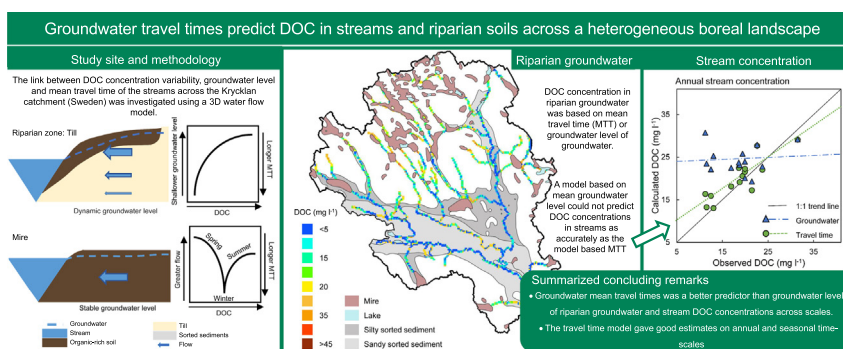 Groundwater travel times predict DOC in streams and riparian soils across a heterogeneous boreal landscape
Study site and methodology
The link between DOC concentration variability, groundwater level
and mean travel time of the streams across the Krycklan
catchment (Sweden) was investigated using a 3D water flow
model.
Riparian zone: Till
Dynamic groundwater level
Shallower groundwater level
Longer MTT
DOC
Mire
Stable groundwater level
Greater flow
Spring
Summer
Winter
Longer MTT
DOC
Groundwater
Stream
Organic-rich soil
Till
Sorted sediments
Flow
DOC (mg l⁻¹)
<5
15
20
35
>45
Mire
Lake
Silty sorted sediment
Sandy sorted sediment
Riparian groundwater
DOC concentration in
riparian groundwater
was based on mean
travel time (MTT) or
groundwater level of
groundwater.
A model based on
mean groundwater
level could not predict
DOC concentrations
in streams as
accurately as the
model based MTT
Stream concentration
Annual stream concentration
Calculated DOC (mg l⁻¹)
35
25
15
5
5
15
25
35
Observed DOC (mg l⁻¹)
1:1 trend line
Groundwater
Travel time
Summarized concluding remarks
• Groundwater mean travel times was a better predictor than groundwater level
of riparian groundwater and stream DOC concentrations across scales.
• The travel time model gave good estimates on annual and seasonal time-
scales